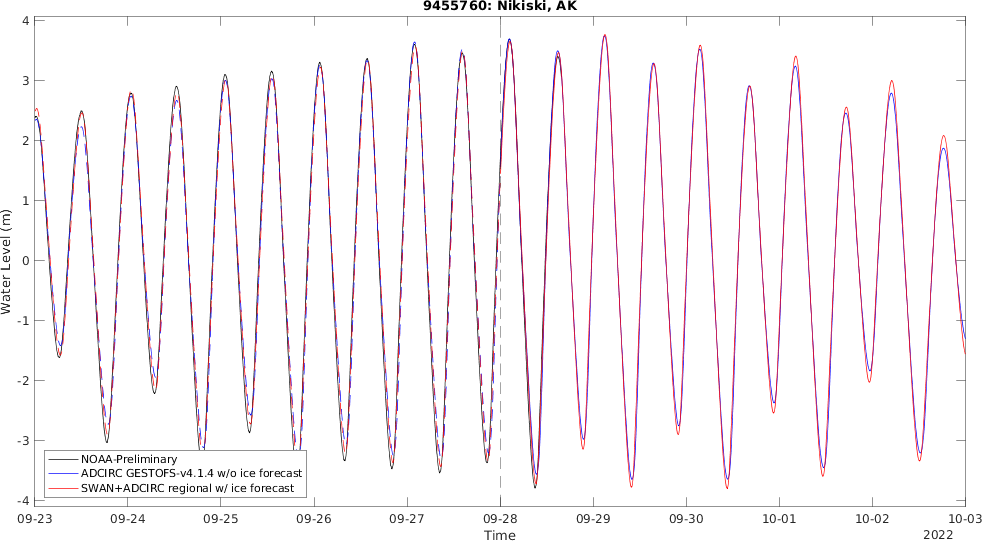 9455760: Nikiski, AK
4
3
2
1
0
-1
-2
-3
-4
Water Level (m)
NOAA-Preliminary
ADCIRC GESTOFS-v4.1.4 w/o ice forecast
SWAN+ADCIRC regional w/ ice forecast
09-23 09-24 09-25 09-26 09-27 09-28 09-29 09-30 10-01 10-02 10-03
Time
2022